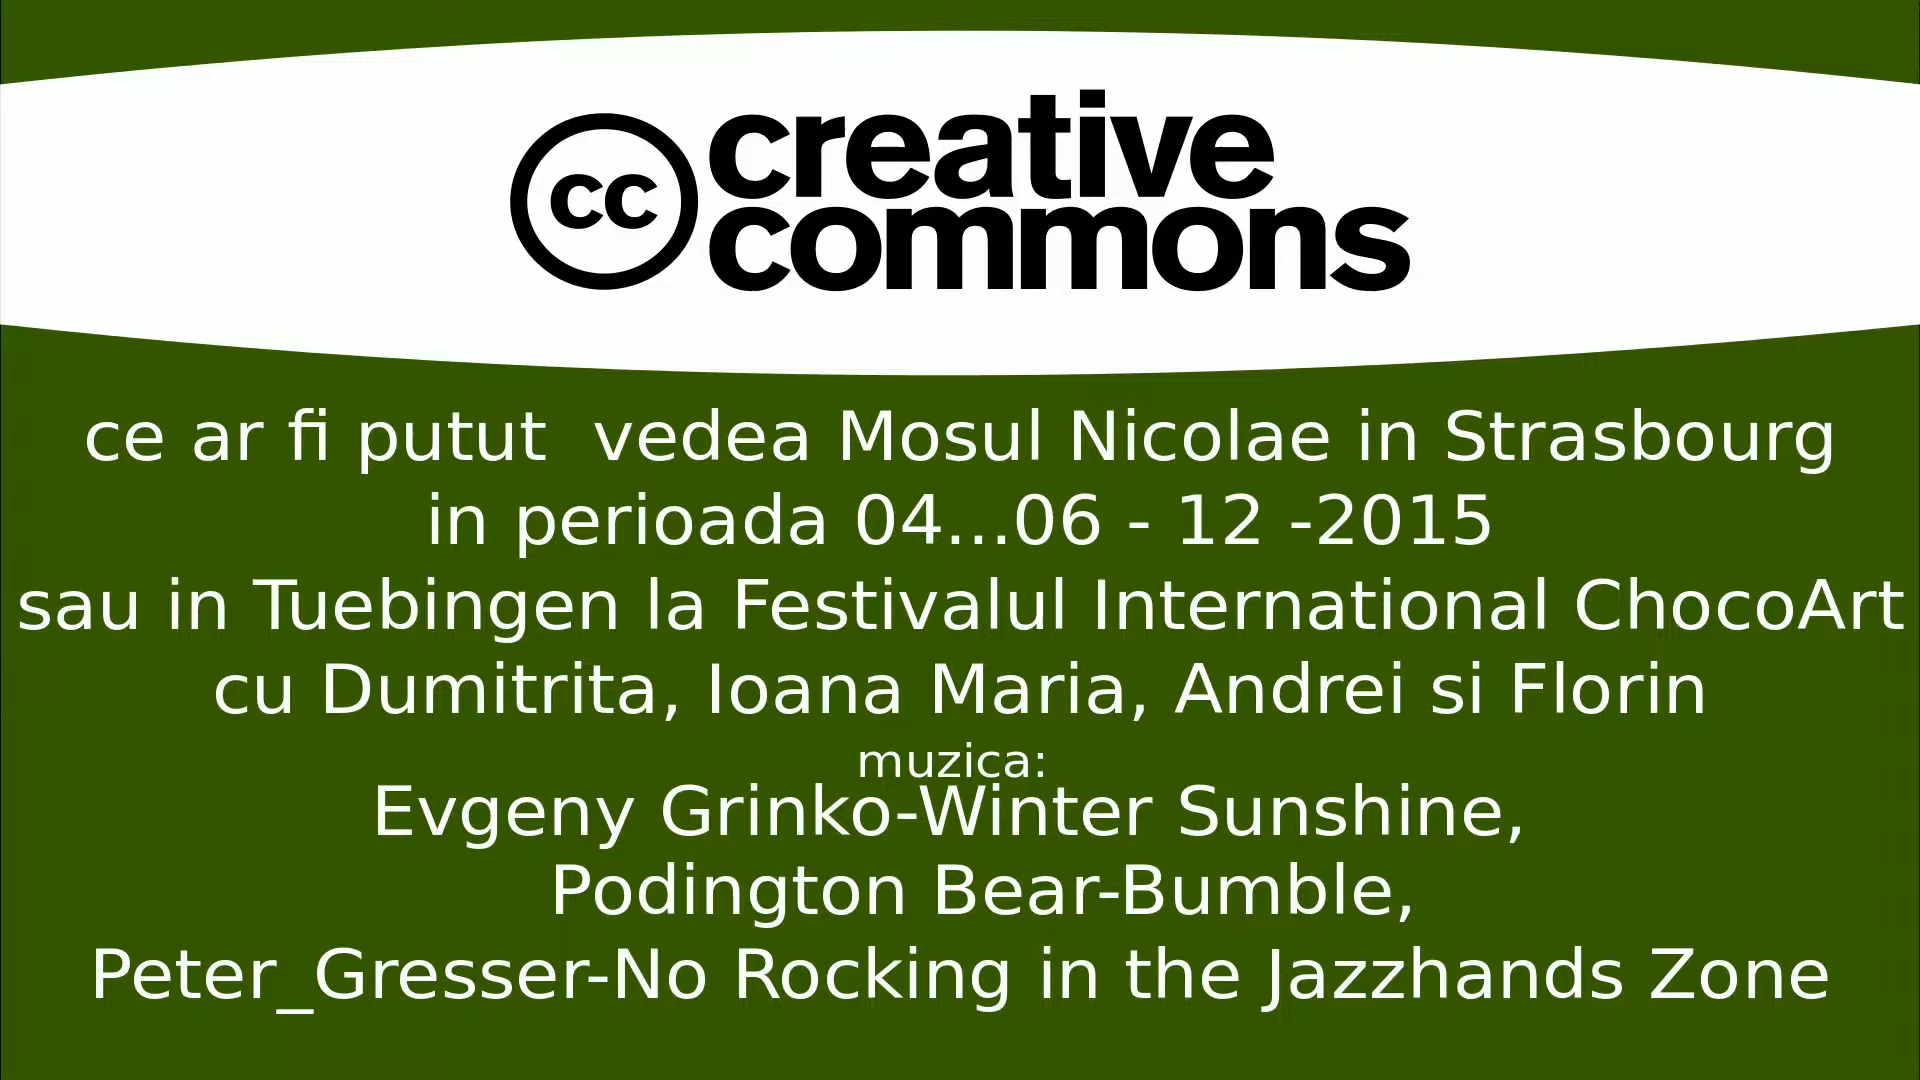 cc creative
commons
ce ar fi putut  vedea Mosul Nicolae in Strasbourg
in perioada 04...06 - 12 -2015
sau in Tuebingen la Festivalul International ChocoArt
cu Dumitrita, Ioana Maria, Andrei si Florin
muzica:
Evgeny Grinko-Winter Sunshine,
Podington Bear-Bumble,
Peter_Gresser-No Rocking in the Jazzhands Zone